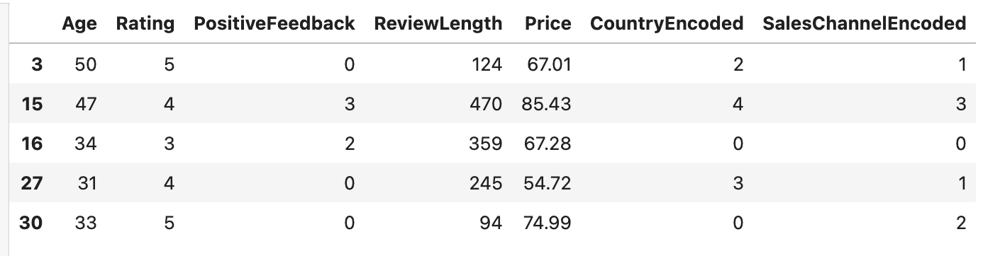 Age Rating PositiveFeedback ReviewLength Price CountryEncoded SalesChannelEncoded
3 50 5 0 124 67.01 2 1
15 47 4 3 470 85.43 4 3
16 34 3 2 359 67.28 0 0
27 31 4 0 245 54.72 3 1
30 33 5 0 94 74.99 0 2